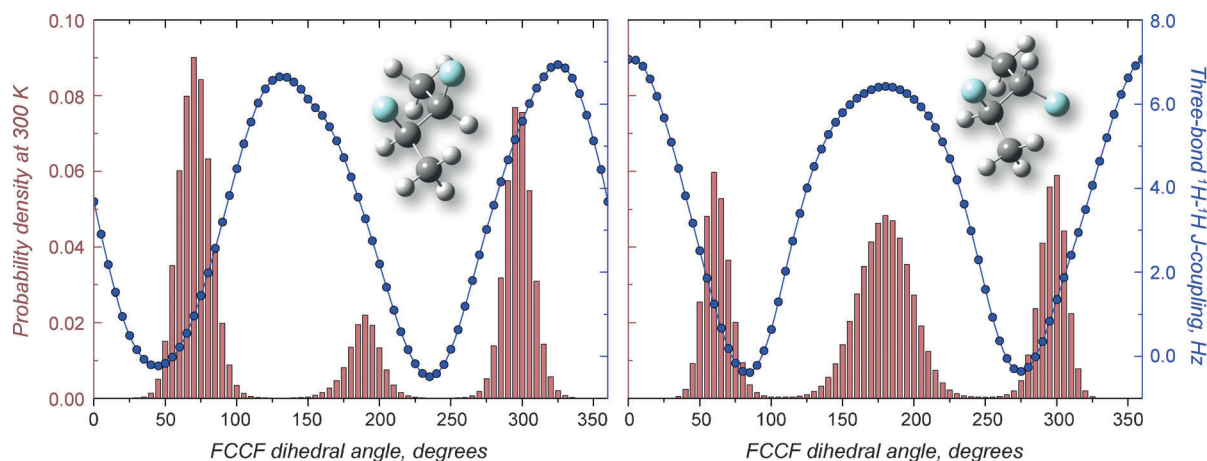 Probability density at 300 K
0.10
0.08
0.06
0.04
0.02
0.00
0 50 100 150 200 250 300 350
FCCF dihedral angle, degrees
0 50 100 150 200 250 300 350
FCCF dihedral angle, degrees
8.0
6.0
4.0
2.0
0.0
Three-bond ¹H-¹H J-coupling, Hz